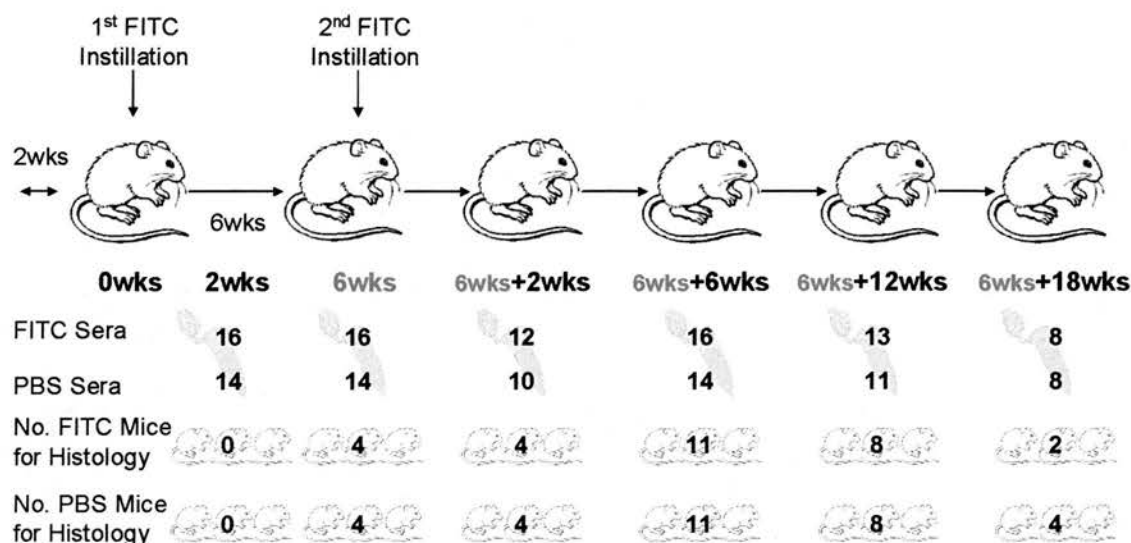 1st FITC
Instillation
2nd FITC
Instillation
2wks
6wks
0wks 2wks 6wks 6wks+2wks 6wks+6wks 6wks+12wks 6wks+18wks
FITC Sera 16 16 12 16 13 8
PBS Sera 14 14 10 14 11 8
No. FITC Mice
for Histology 0 4 4 11 8 2
No. PBS Mice
for Histology 0 4 4 11 8 4